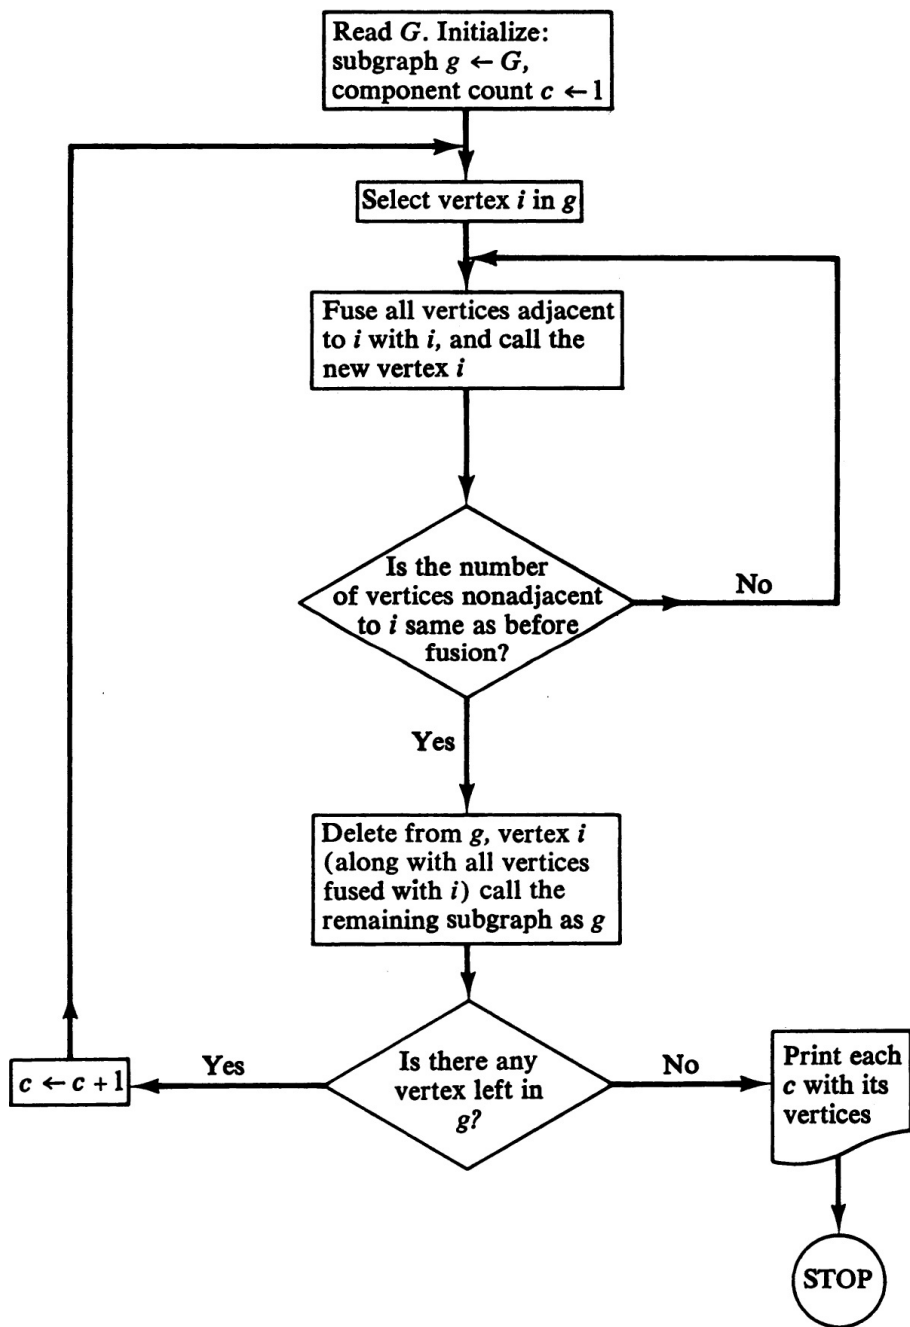 Read G. Initialize:
subgraph g ← G,
component count c ← 1
Select vertex i in g
Fuse all vertices adjacent
to i with i, and call the
new vertex i
Is the number
of vertices nonadjacent
to i same as before
fusion?
No
Yes
Delete from g, vertex i
(along with all vertices
fused with i) call the
remaining subgraph as g
Is there any
vertex left in
g?
Yes
c ← c + 1
No
Print each
c with its
vertices
STOP